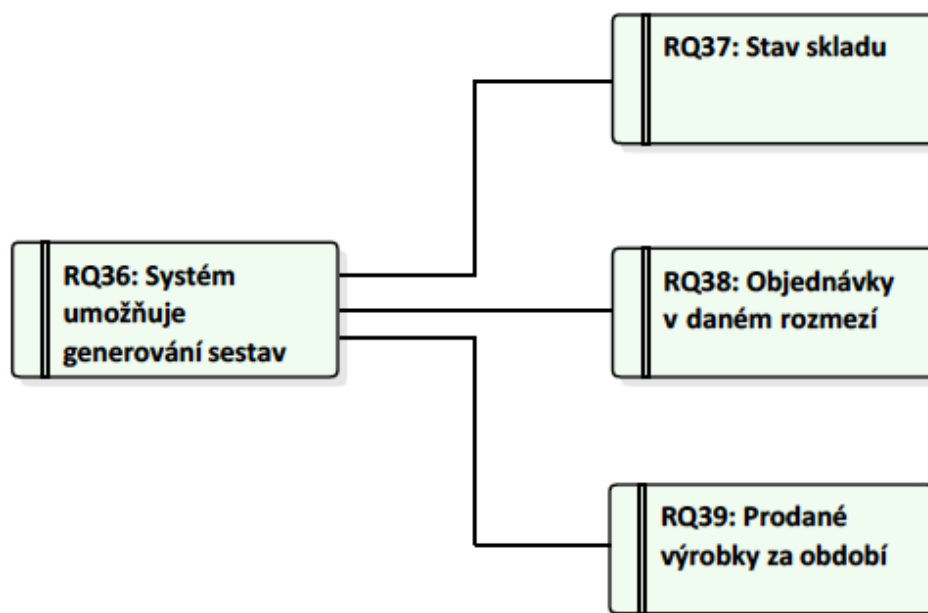 RQ37: Stav skladu
RQ36: Systém
umožňuje
generování sestav
RQ38: Objednávky
v daném rozmezí
RQ39: Prodané
výrobky za období